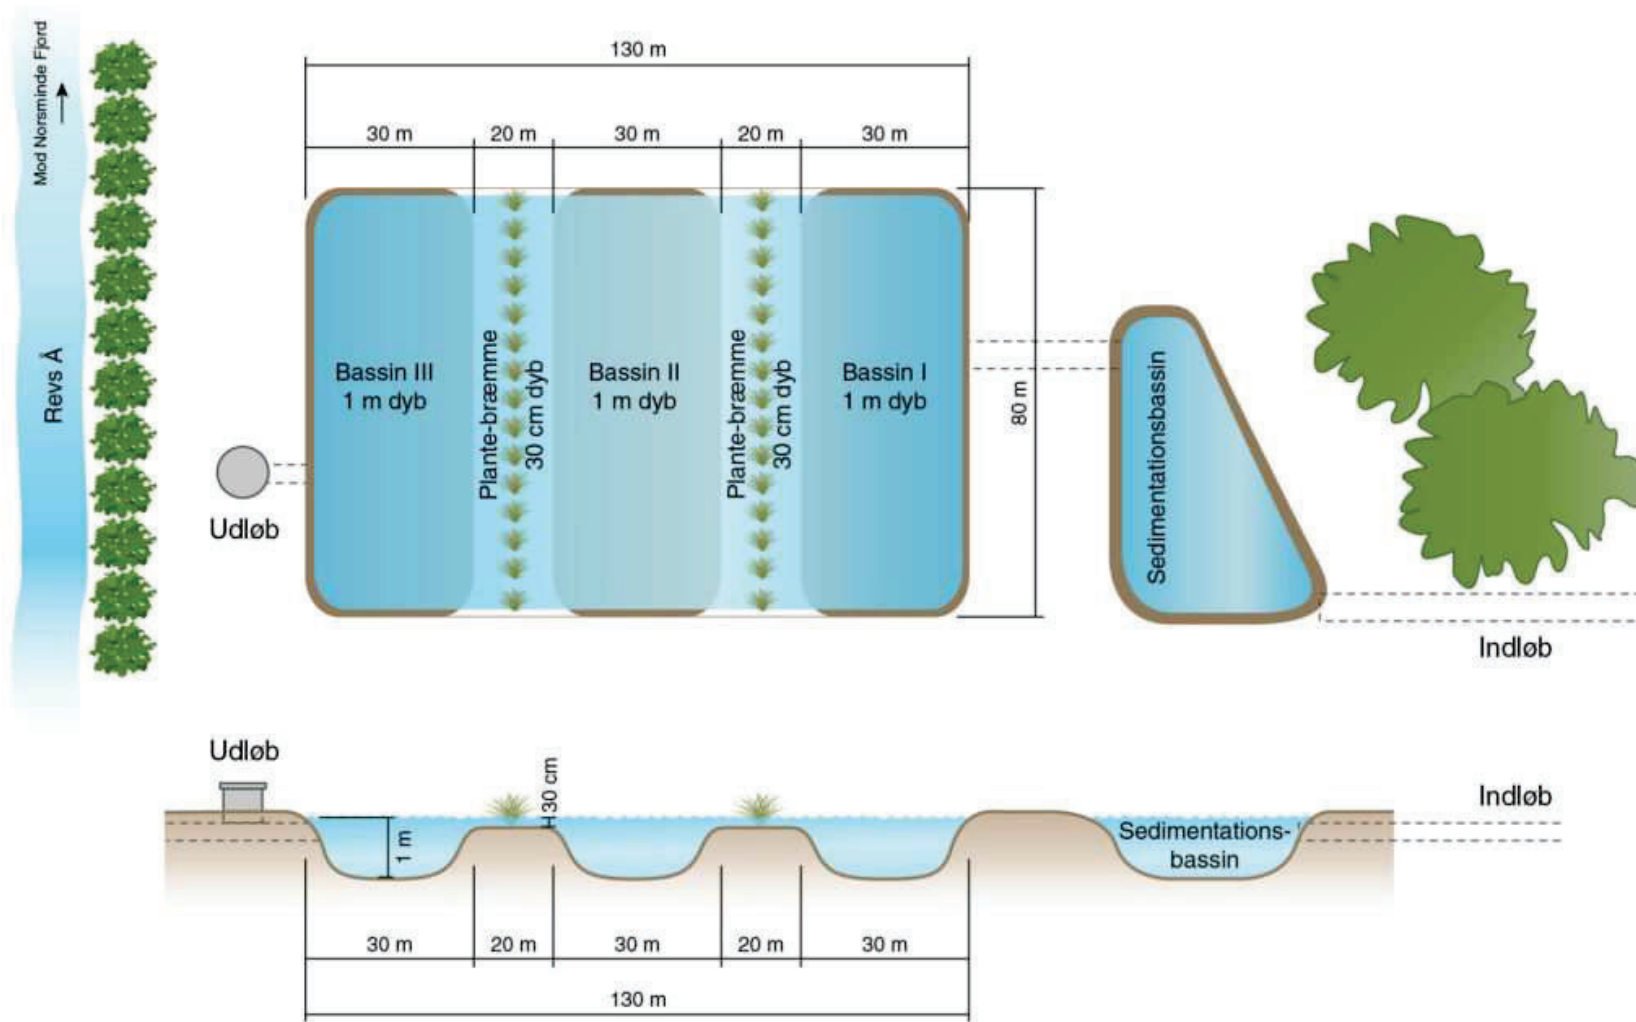 Mod Norsminde Fjord
Revs Å
130 m
30 m
20 m
30 m
20 m
30 m
Bassin III
1 m dyb
Plante-bræmme
30 cm dyb
Bassin II
1 m dyb
Plante-bræmme
30 cm dyb
Bassin I
1 m dyb
80 m
Sedimentationsbassin
Udløb
Indløb
Udløb
30 cm
1 m
Sedimentations-
bassin
Indløb
30 m
20 m
30 m
20 m
30 m
130 m